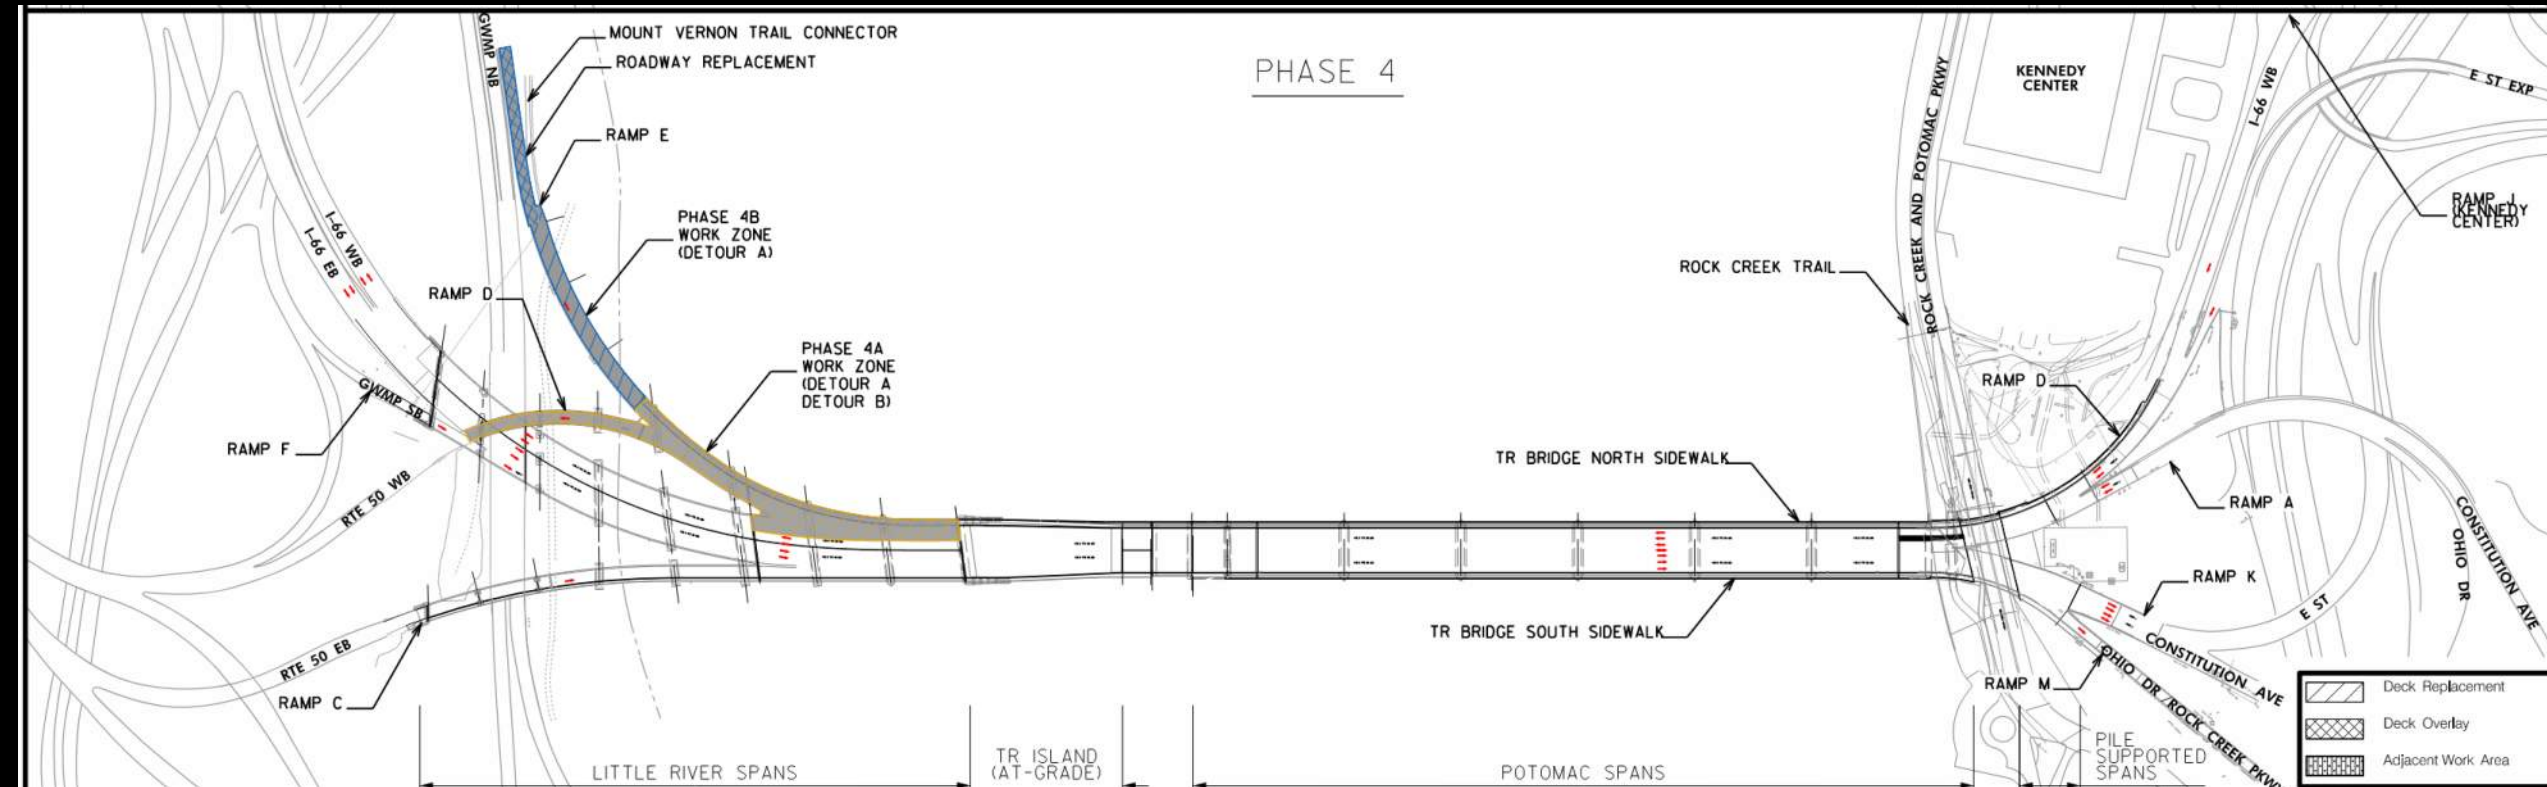 MOUNT VERNON TRAIL CONNECTOR
ROADWAY REPLACEMENT
GWMP NB
PHASE 4
RAMP E
PHASE 4B
WORK ZONE
(DETOUR A)
RAMP D
PHASE 4A
WORK ZONE
(DETOUR A
DETOUR B)
I-66 WB
I-66 EB
GWMP SB
RAMP F
RTE 50 WB
RTE 50 EB
RAMP C
KENNEDY
CENTER
ROCK CREEK AND POTOMAC PKWY
I-66 WB
E ST EXP
RAMP J
(KENNEDY
CENTER)
ROCK CREEK TRAIL
RAMP D
TR BRIDGE NORTH SIDEWALK
RAMP A
CONSTITUTION AVE
OHIO DR
RAMP K
E ST
TR BRIDGE SOUTH SIDEWALK
CONSTITUTION AVE
RAMP M
OHIO DR/ROCK CREEK PKWY
LITTLE RIVER SPANS
TR ISLAND
(AT-GRADE)
POTOMAC SPANS
PILE
SUPPORTED
SPANS
Deck Replacement
Deck Overlay
Adjacent Work Area